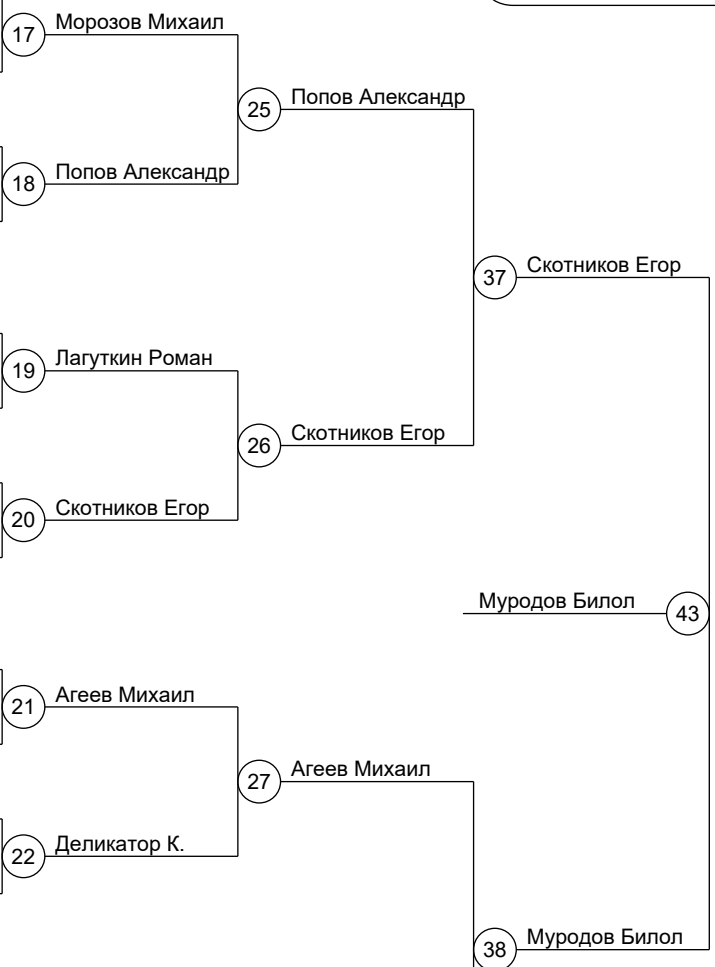 17 Морозов Михаил
25 Попов Александр
18 Попов Александр
37 Скотников Егор
19 Лагуткин Роман
26 Скотников Егор
20 Скотников Егор
Муродов Билол 43
21 Агеев Михаил
27 Агеев Михаил
22 Деликатор К.
38 Муродов Билол